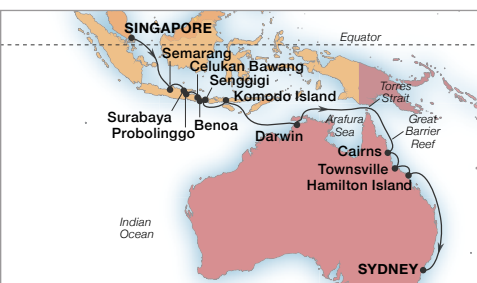 SINGAPORE
Equator
Semarang
Celukan Bawang
Senggigi
Komodo Island
Surabaya
Probolinggo
Benoa
Darwin
Torres
Strait
Arafura
Sea
Great
Barrier
Reef
Cairns
Townsville
Hamilton Island
Indian
Ocean
SYDNEY